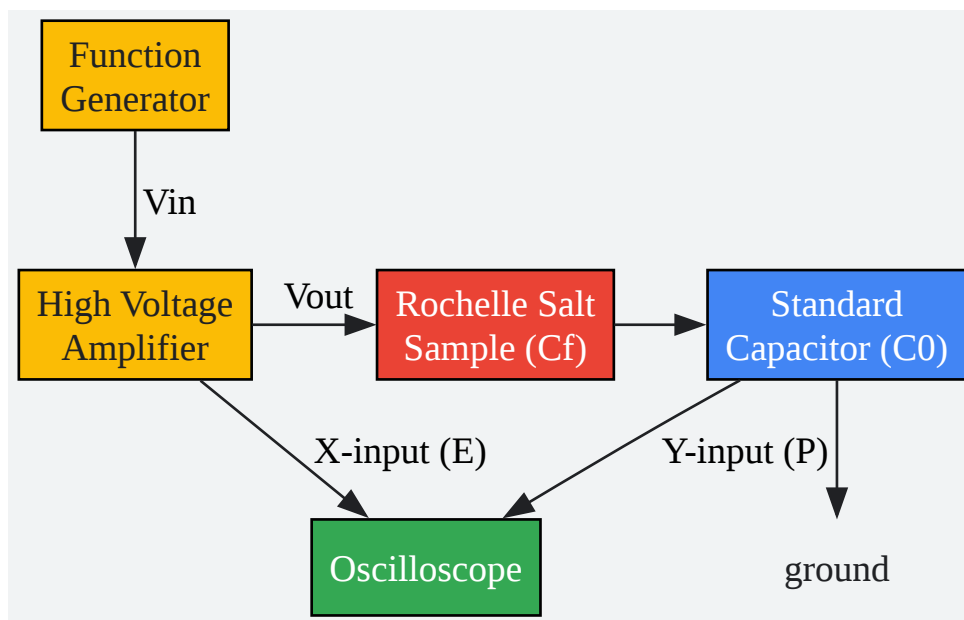 Function
Generator
Vin
High Voltage
Amplifier
Vout
Rochelle Salt
Sample (Cf)
Standard
Capacitor (C0)
X-input (E)
Y-input (P)
Oscilloscope
ground